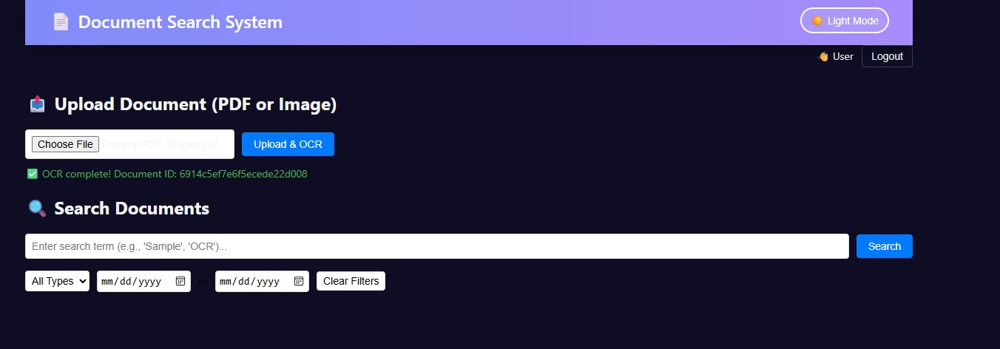 Document Search System
Light Mode
User
Logout
Upload Document (PDF or Image)
Choose File Dummy-PDF-3Pages.pdf
Upload & OCR
OCR complete! Document ID: 6914c5ef7e6f5ecede22d008
Search Documents
Enter search term (e.g., 'Sample', 'OCR')...
Search
All Types mm/dd/yyyy to mm/dd/yyyy Clear Filters